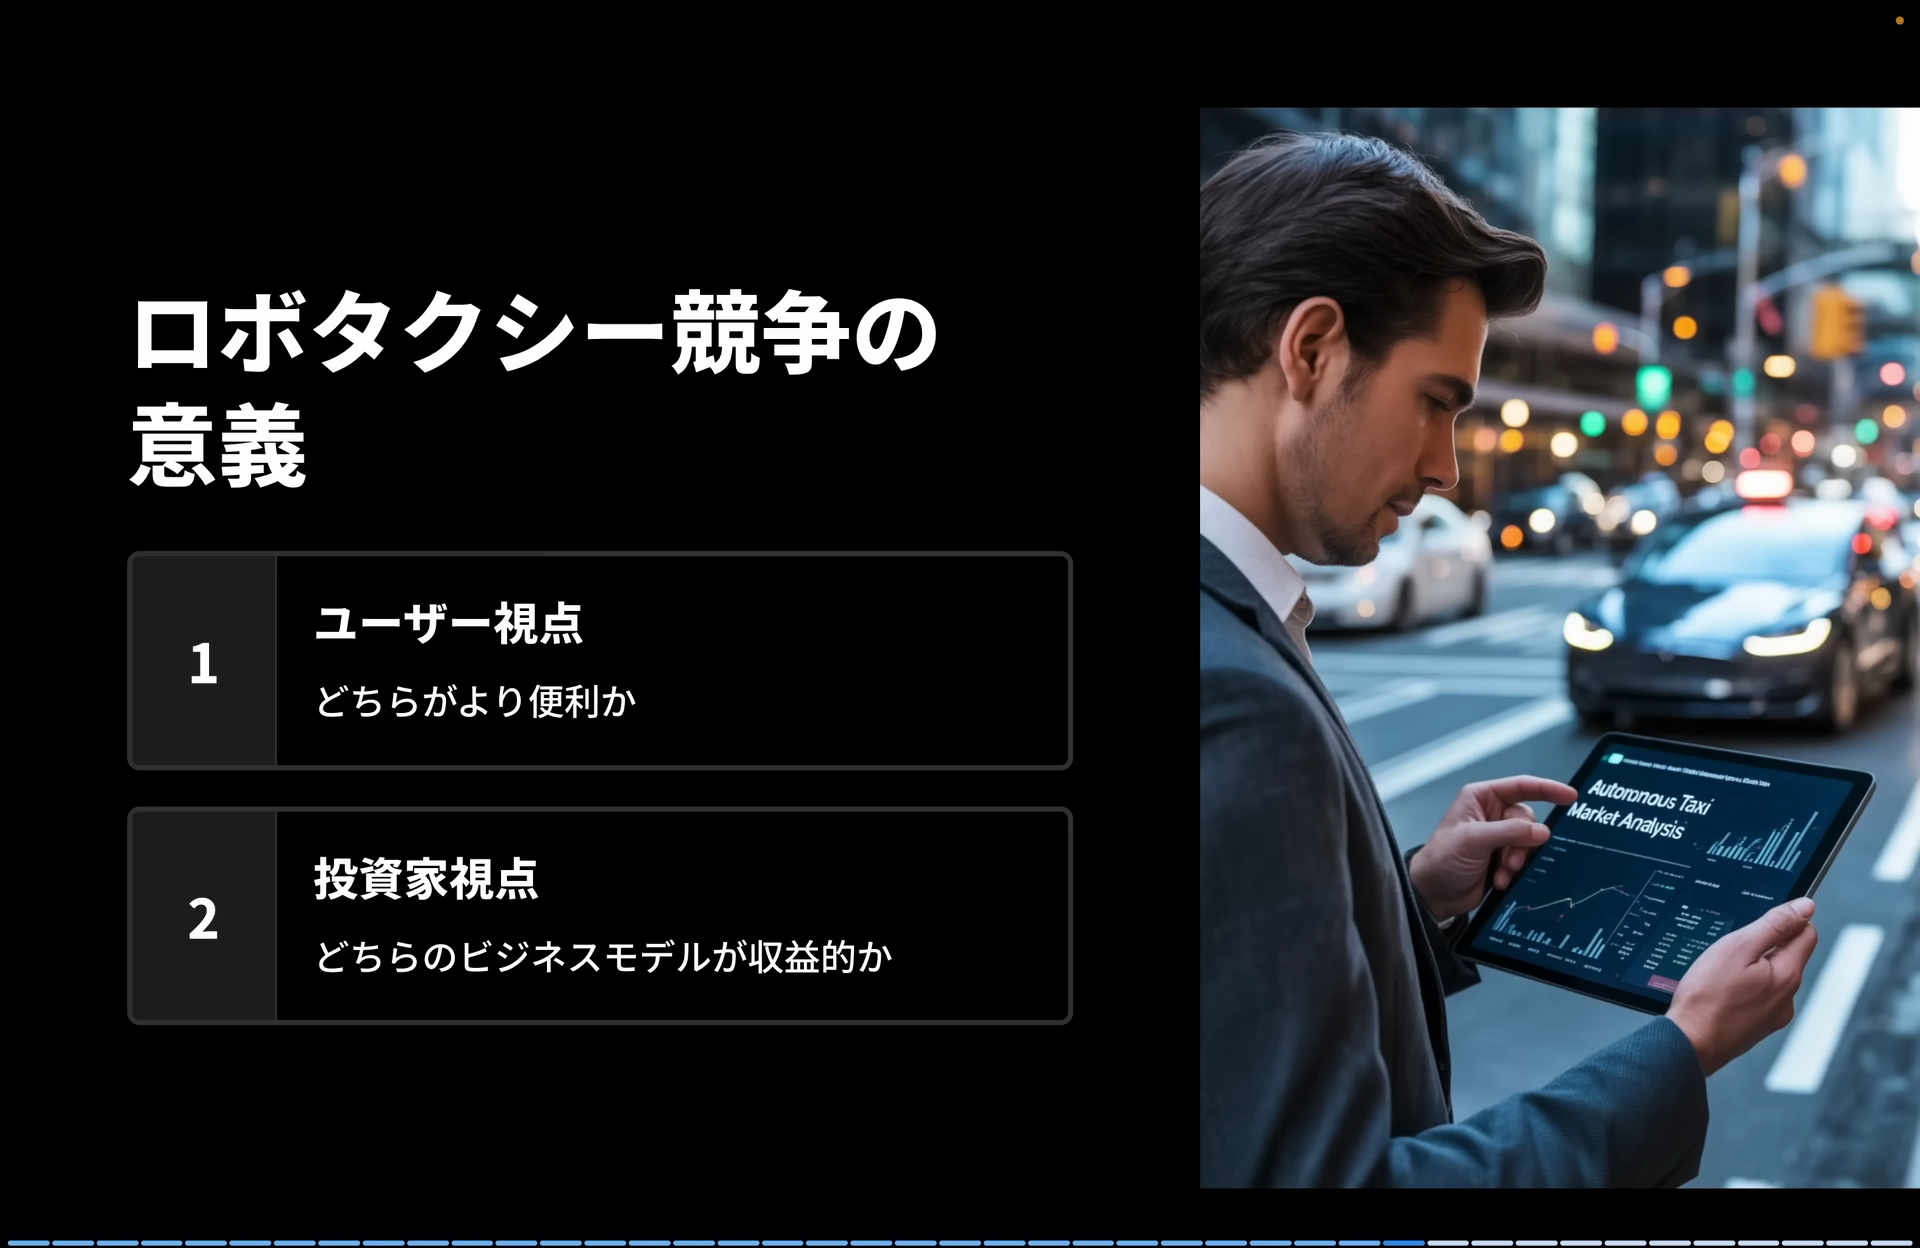 ロボタクシー競争の
意義
1
ユーザー視点
どちらがより便利か
2
投資家視点
どちらのビジネスモデルが収益的か
Autonomous Taxi
Market Analysis